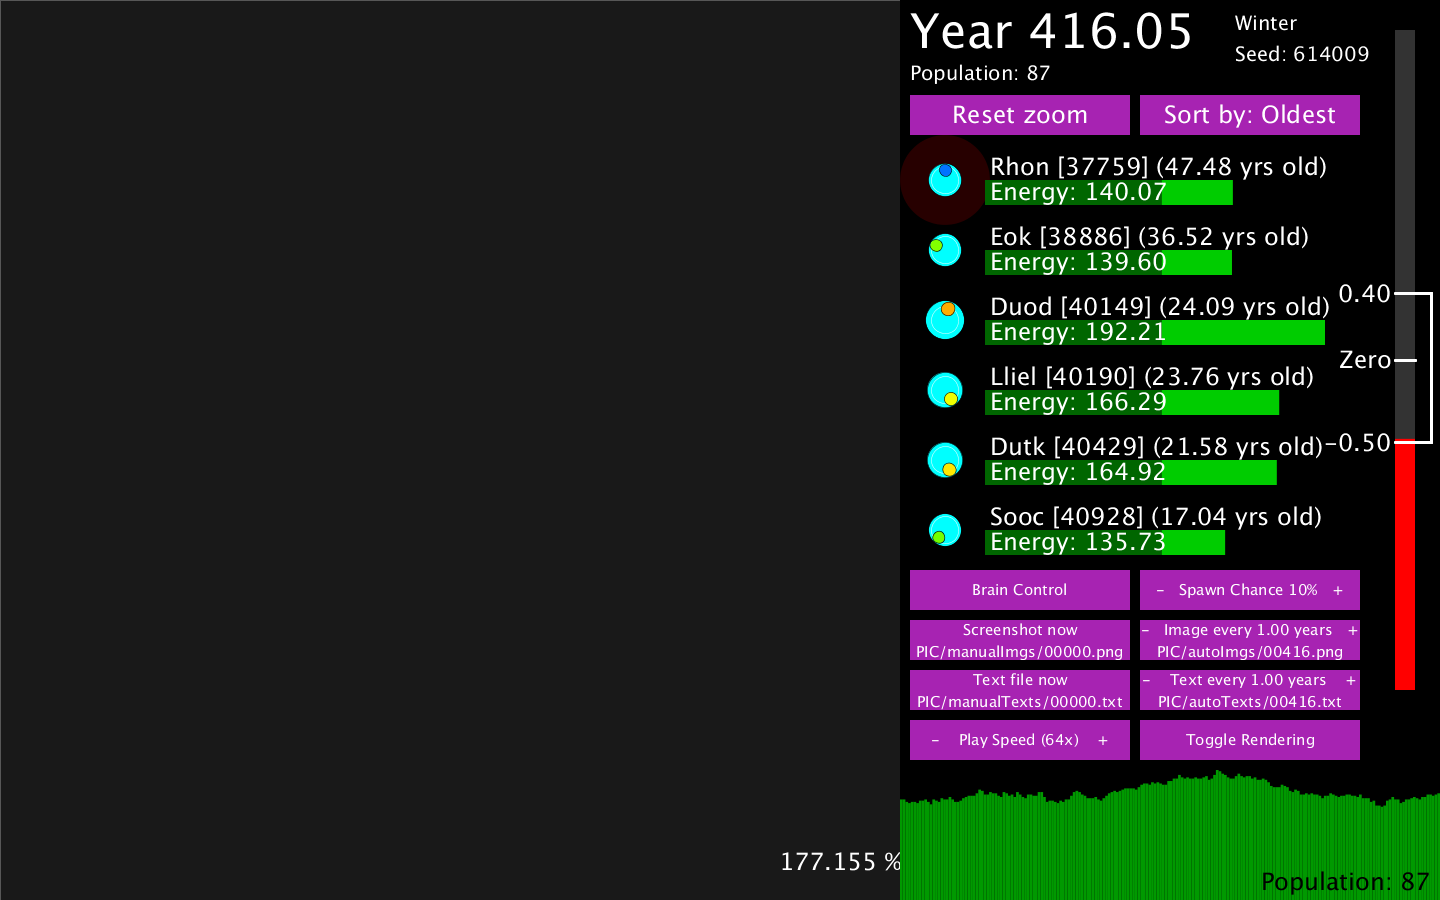 Year 416.05
Winter
Seed: 614009
Population: 87
Reset zoom
Sort by: Oldest
Rhon [37759] (47.48 yrs old)
Energy: 140.07
Eok [38886] (36.52 yrs old)
Energy: 139.60
Duod [40149] (24.09 yrs old)
Energy: 192.21
Lliel [40190] (23.76 yrs old)
Energy: 166.29
Dutk [40429] (21.58 yrs old)
Energy: 164.92
Sooc [40928] (17.04 yrs old)
Energy: 135.73
0.40
Zero
-0.50
Brain Control
- Spawn Chance 10% +
Screenshot now
PIC/manualImgs/00000.png
- Image every 1.00 years +
PIC/autoImgs/00416.png
Text file now
PIC/manualTexts/00000.txt
- Text every 1.00 years +
PIC/autoTexts/00416.txt
- Play Speed (64x) +
Toggle Rendering
177.155 %
Population: 87